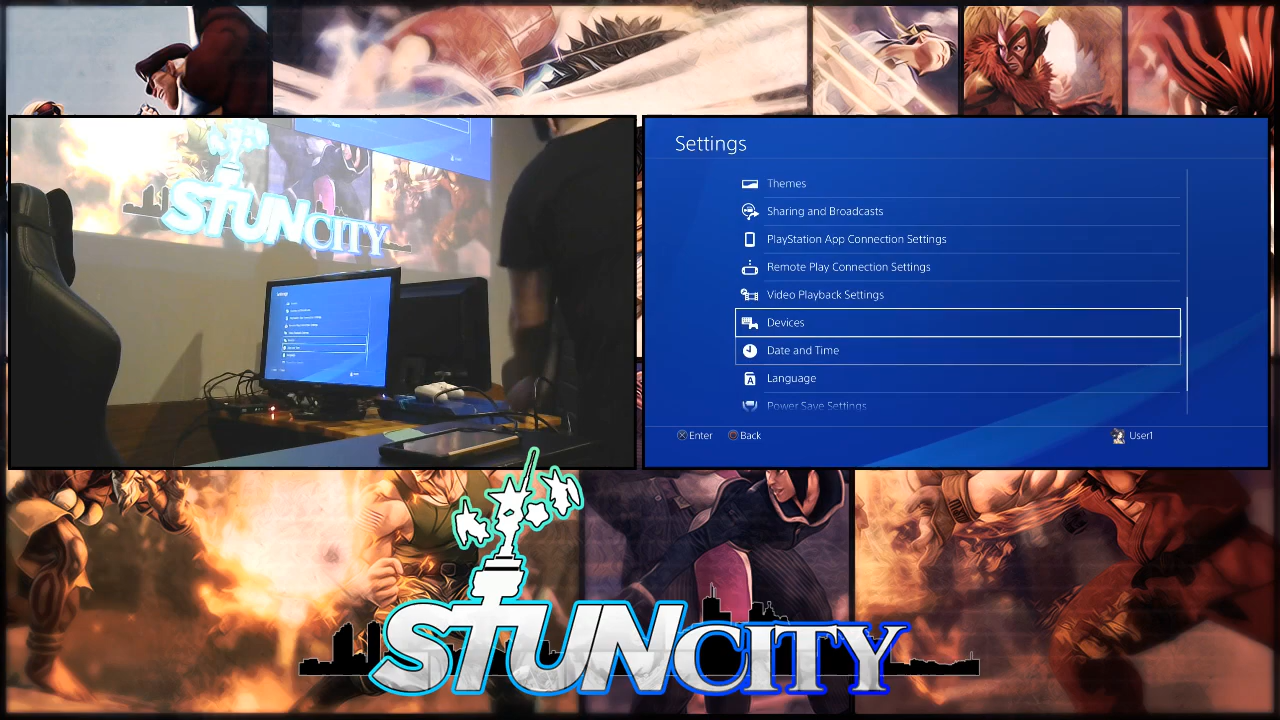 STUNCITY
Settings
Themes
Sharing and Broadcasts
PlayStation App Connection Settings
Remote Play Connection Settings
Video Playback Settings
Devices
Date and Time
Language
Power Save Settings
Enter
Back
User1
STUNCITY